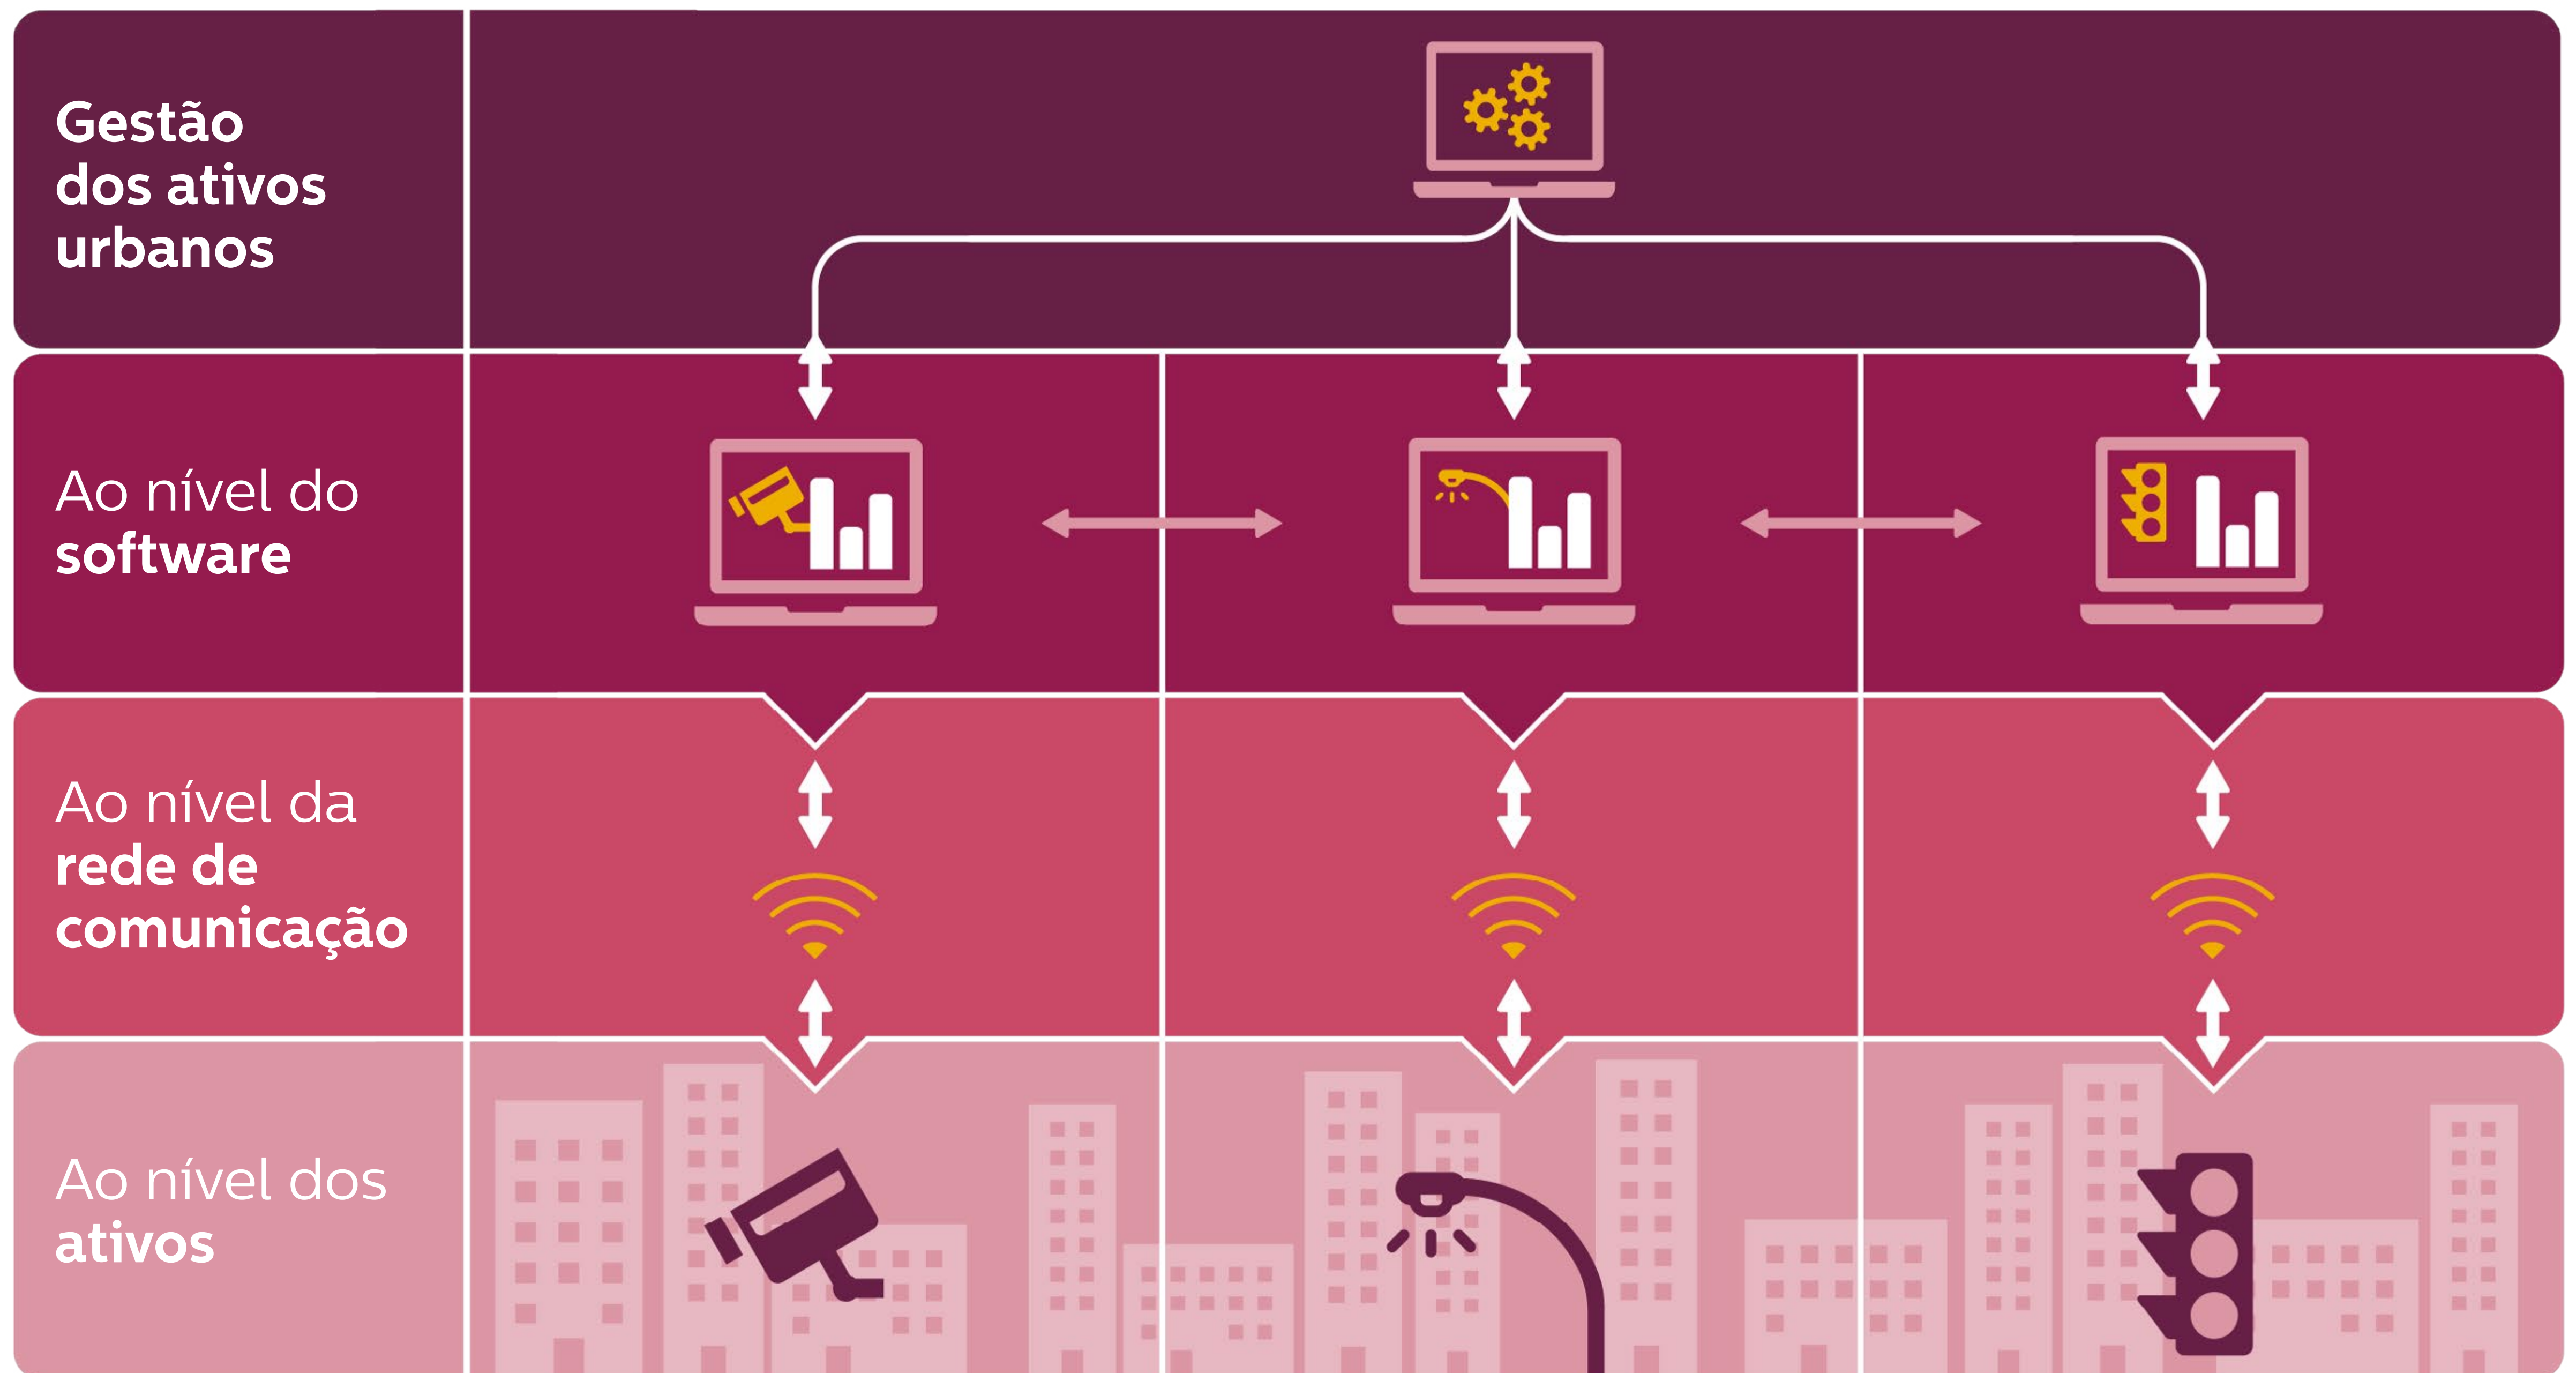 Gestão
dos ativos
urbanos
Ao nível do
software
Ao nível da
rede de
comunicação
Ao nível dos
ativos